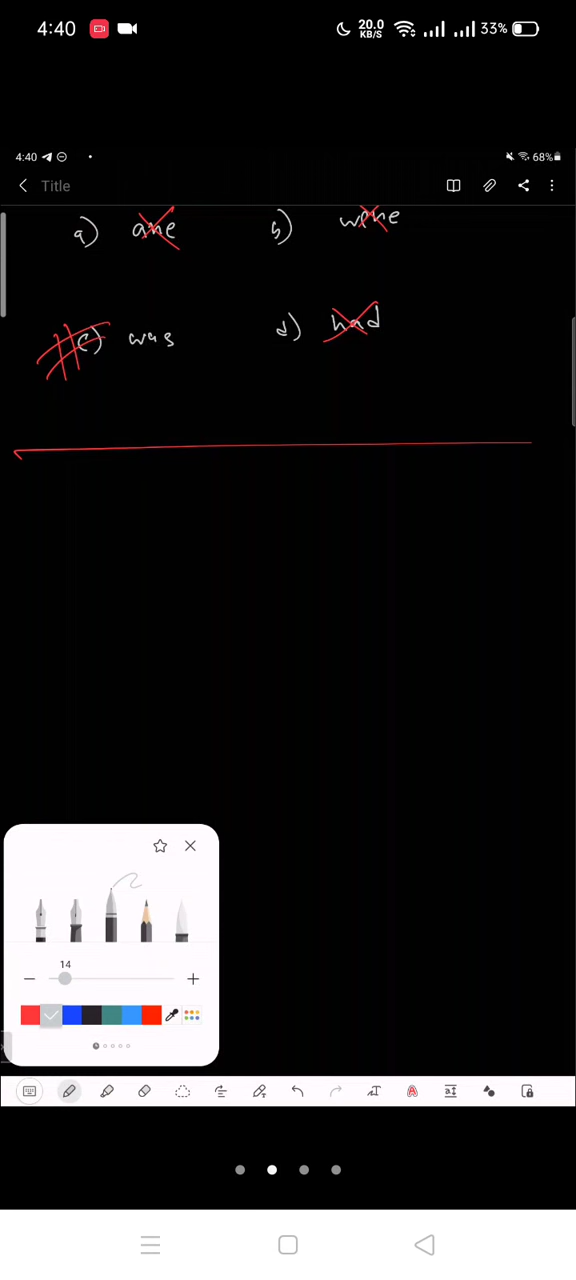 4:40 20.0 KB/S 33%
4:40 68%
Title
a) are b) were
c) was d) had
14